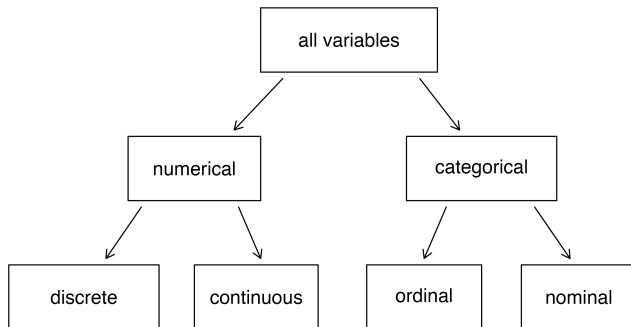 all variables
numerical
categorical
discrete
continuous
ordinal
nominal